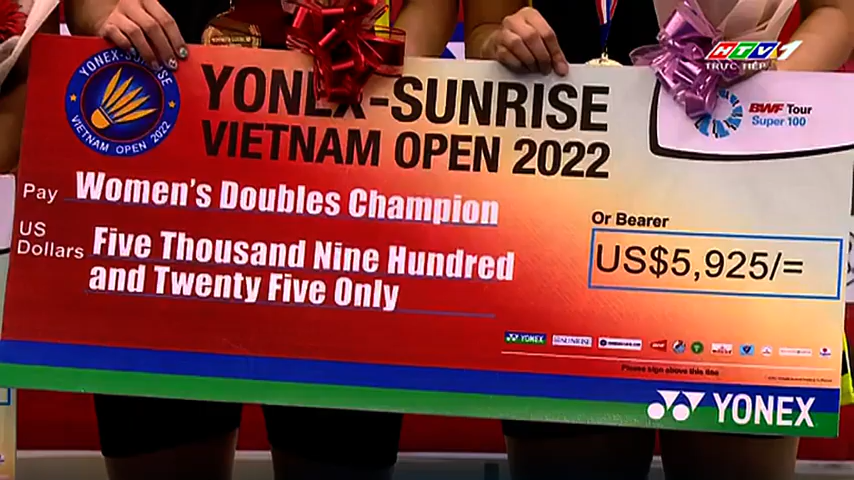 HTV1
TRỰC TIẾP
YONEX-SUNRISE
VIETNAM OPEN 2022
YONEX-SUNRISE
VIETNAM OPEN 2022
BWF Tour
Super 100
Pay Women's Doubles Champion
US
Dollars
Five Thousand Nine Hundred
and Twenty Five Only
Or Bearer
US$5,925/=
YONEX SUNRISE
Please sign above this line
YONEX